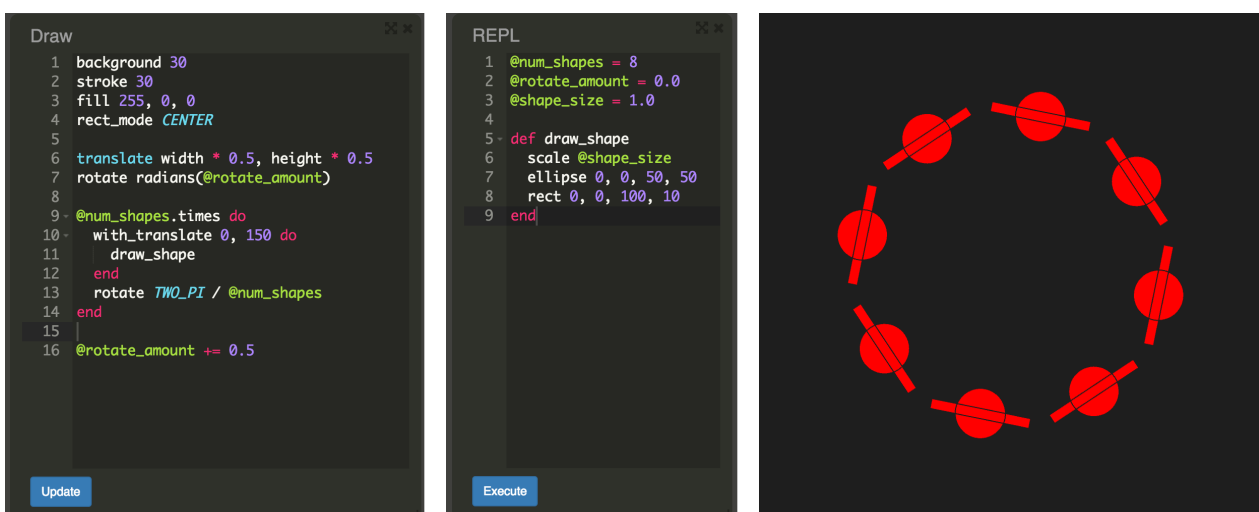 Draw
1 background 30
2 stroke 30
3 fill 255, 0, 0
4 rect_mode CENTER
5
6 translate width * 0.5, height * 0.5
7 rotate radians(@rotate_amount)
8
9 @num_shapes.times do
10   with_translate 0, 150 do
11     draw_shape
12   end
13   rotate TWO_PI / @num_shapes
14 end
15
16 @rotate_amount += 0.5
Update
REPL
1 @num_shapes = 8
2 @rotate_amount = 0.0
3 @shape_size = 1.0
4
5 def draw_shape
6   scale @shape_size
7   ellipse 0, 0, 50, 50
8   rect 0, 0, 100, 10
9 end
Execute